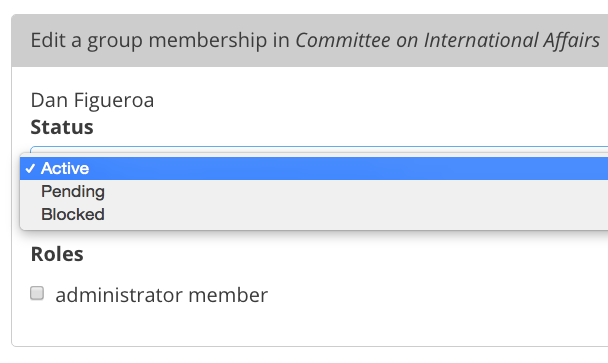 Edit a group membership in Committee on International Affairs
Dan Figueroa
Status
✓ Active
Pending
Blocked
Roles
administrator member